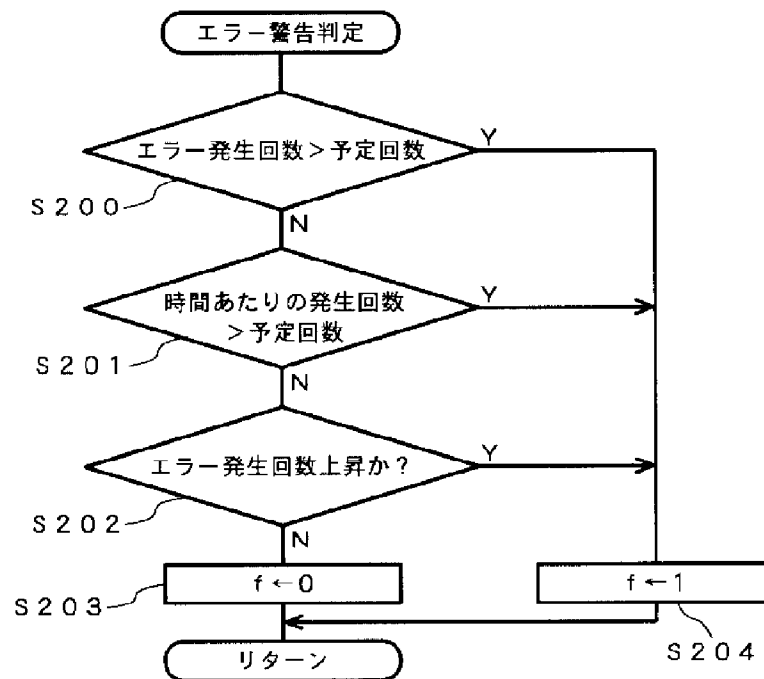 エラー警告判定
エラー発生回数＞予定回数
Y
S200
N
時間あたりの発生回数
＞予定回数
Y
S201
N
エラー発生回数上昇か？
Y
S202
N
f←0
f←1
S203
S204
リターン